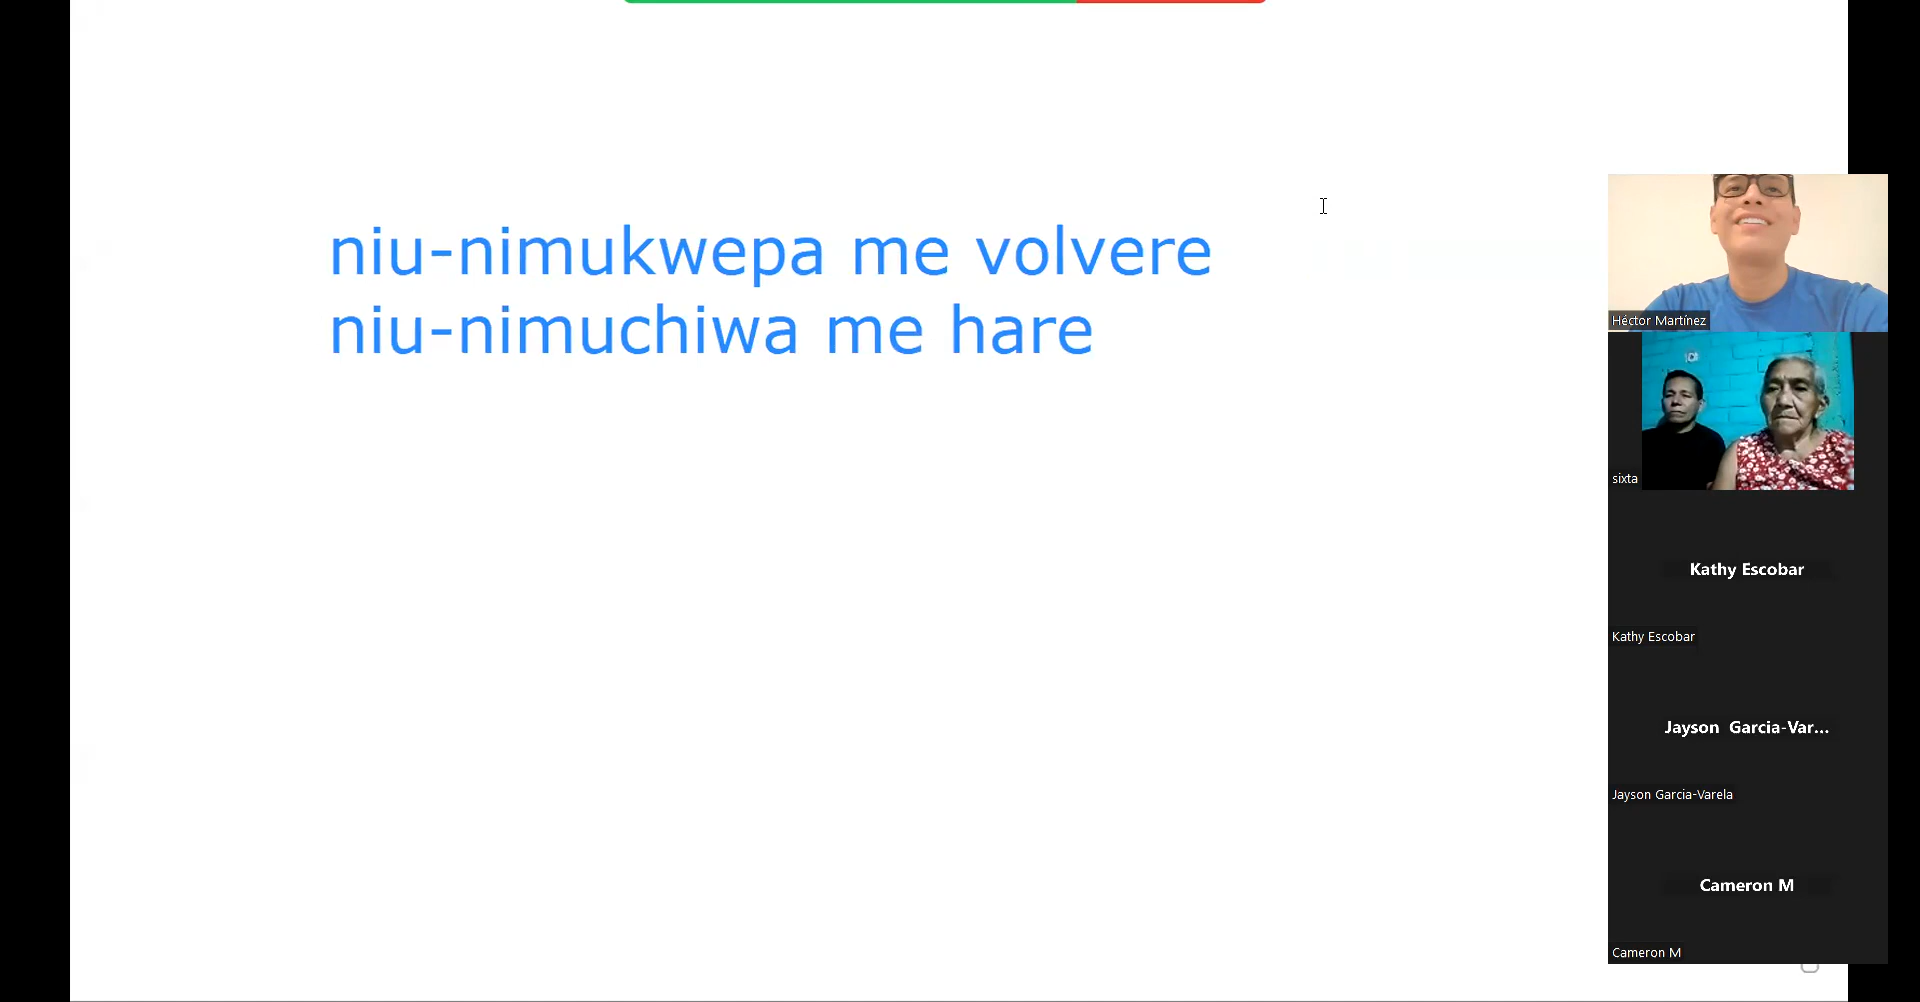 niu-nimukwepa me volvere
niu-nimuchiwa me hare
Héctor Martínez
sixta
Kathy Escobar
Kathy Escobar
Jayson Garcia-Var...
Jayson Garcia-Varela
Cameron M
Cameron M